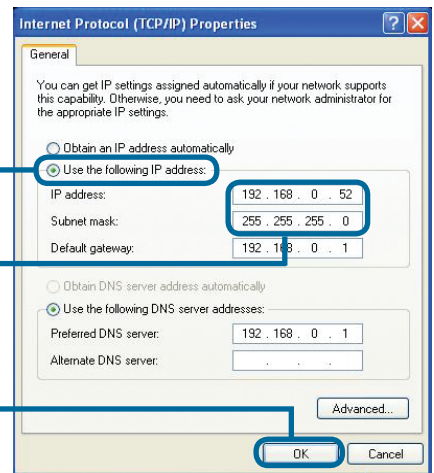 Internet Protocol (TCP/IP) Properties
General
You can get IP settings assigned automatically if your network supports
this capability. Otherwise, you need to ask your network administrator for
the appropriate IP settings.
Obtain an IP address automatically
Use the following IP address:
IP address: 192 . 168 . 0 . 52
Subnet mask: 255 . 255 . 255 . 0
Default gateway: 192 . 168 . 0 . 1
Obtain DNS server address automatically
Use the following DNS server addresses:
Preferred DNS server: 192 . 168 . 0 . 1
Alternate DNS server: . . .
Advanced...
OK Cancel